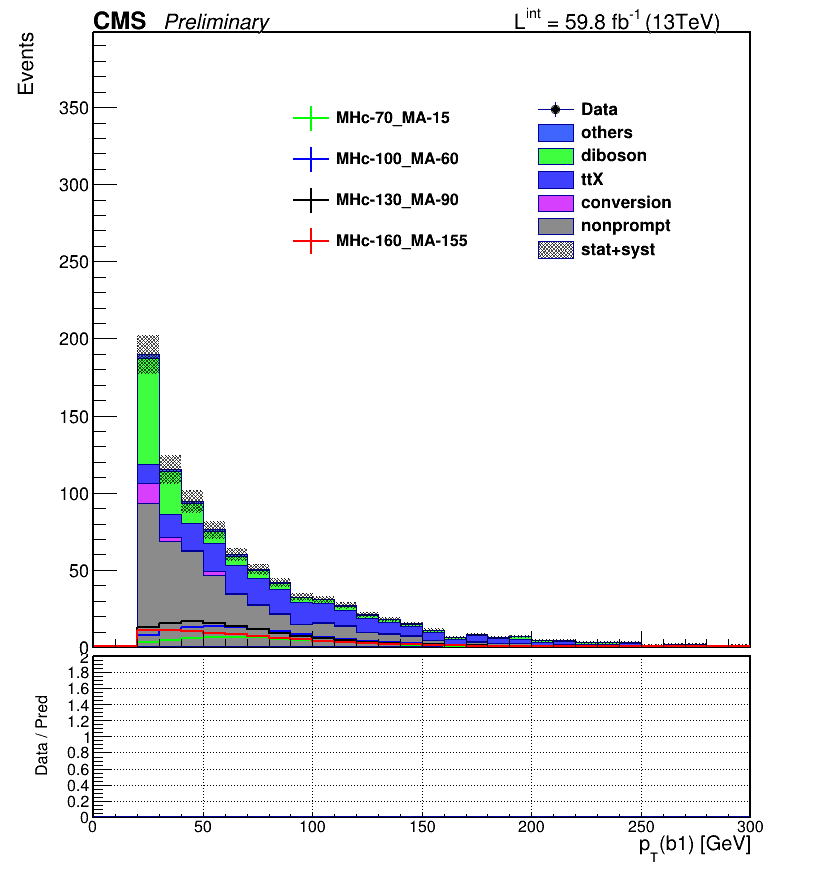 CMS Preliminary L^int = 59.8 fb^-1 (13TeV)
Events
350
300
250
200
150
100
50
0
MHc-70_MA-15
MHc-100_MA-60
MHc-130_MA-90
MHc-160_MA-155
Data
others
diboson
ttX
conversion
nonprompt
stat+syst
Data / Pred
2
1.8
1.6
1.4
1.2
1
0.8
0.6
0.4
0.2
0
0 50 100 150 200 250 300
p_T(b1) [GeV]